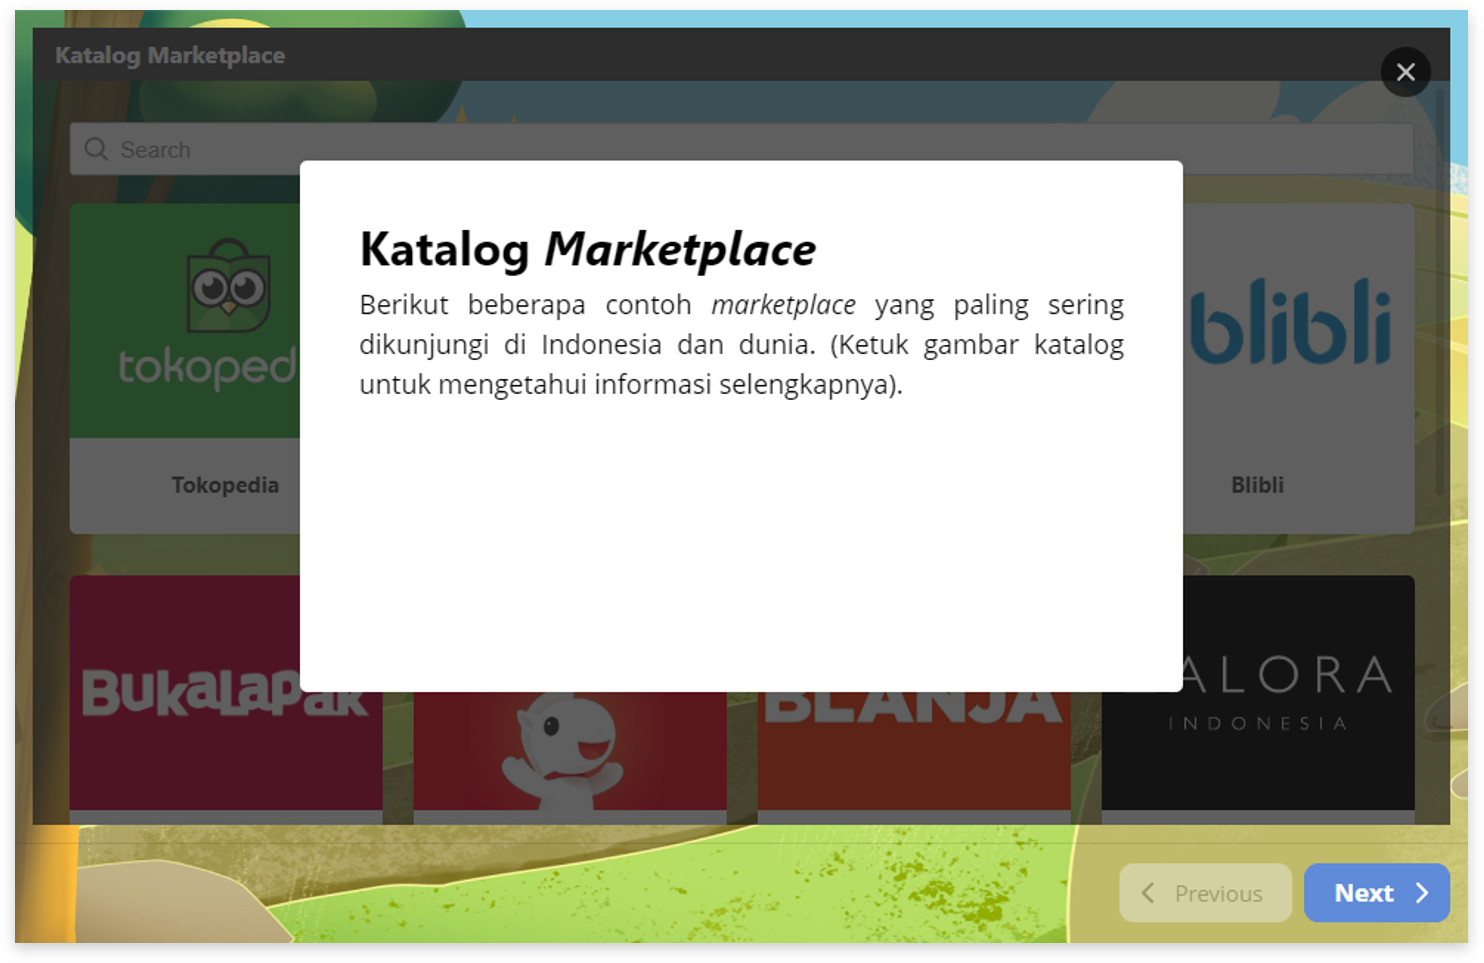 Katalog Marketplace
Search
Katalog Marketplace
Berikut beberapa contoh marketplace yang paling sering
dikunjungi di Indonesia dan dunia. (Ketuk gambar katalog
untuk mengetahui informasi selengkapnya).
tokoped
blibli
Tokopedia
Blibli
BukaLapak
BLANJA
ALORA
INDONESIA
Previous
Next